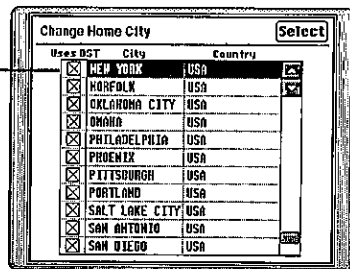 Change Home City Select
Uses DST City Country
NEW YORK USA
NORFOLK USA
OKLAHOMA CITY USA
OMAHA USA
PHILADELPHIA USA
PHOENIX USA
PITTSBURGH USA
PORTLAND USA
SALT LAKE CITY USA
SAN ANTONIO USA
SAN DIEGO USA